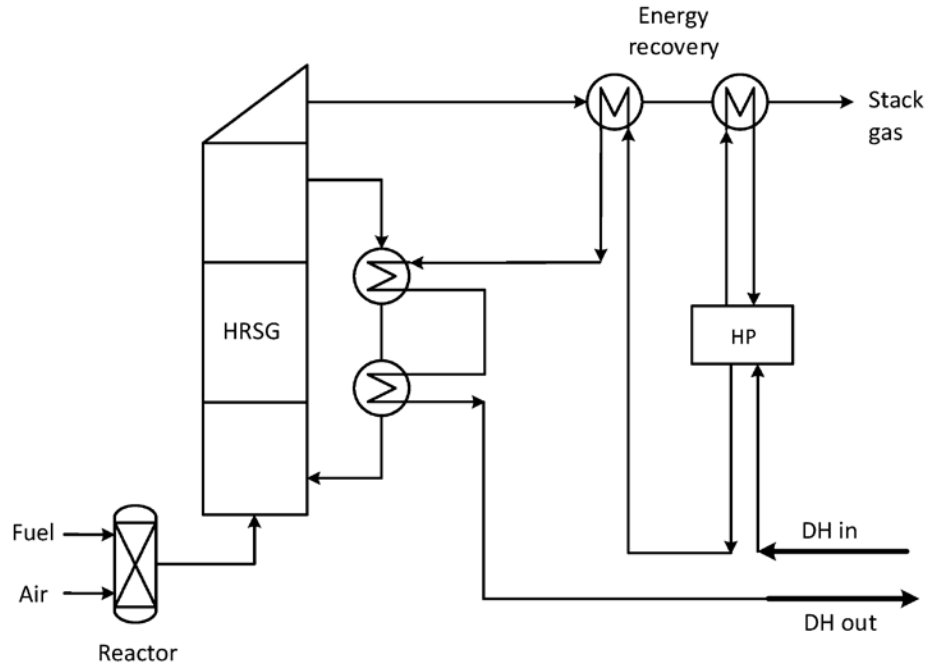 Energy
recovery
Stack
gas
HRSG
HP
Fuel
Air
Reactor
DH in
DH out